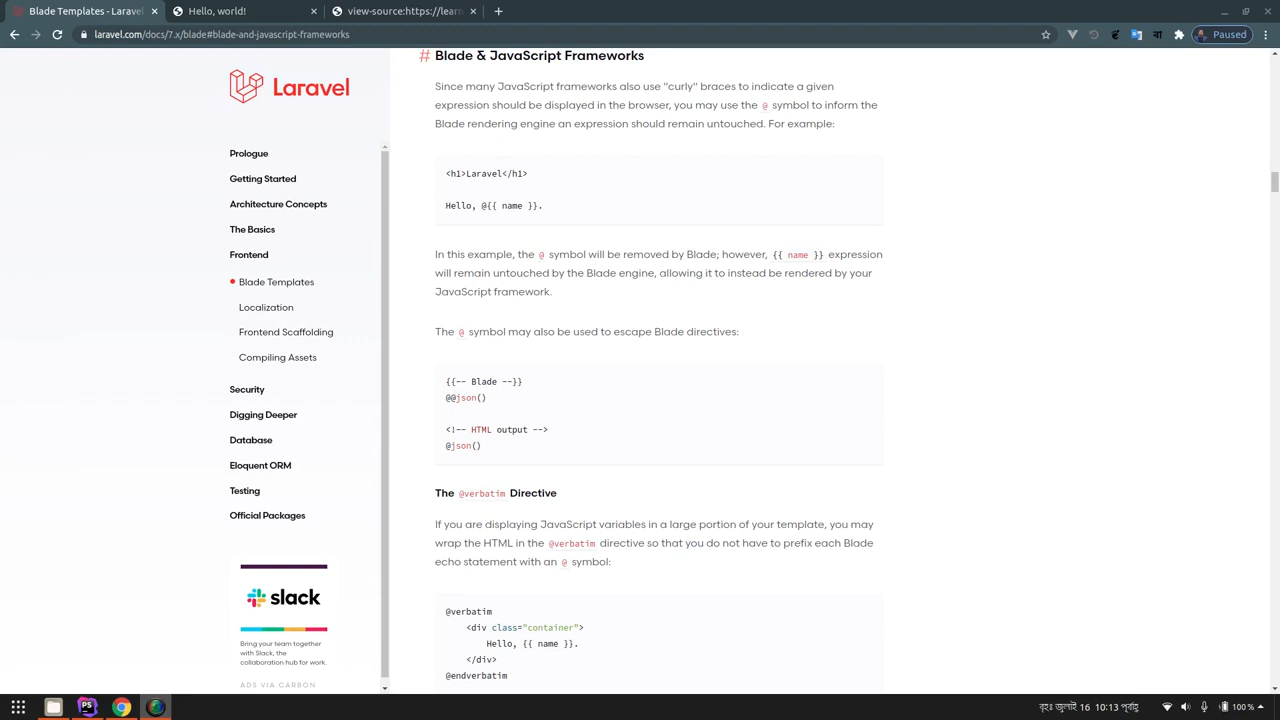 Blade Templates - Laravel
Hello, Laravel
view-source:https://learn
laravel.com/docs/7.x/blade#blade-and-javascript-frameworks
Paused
Laravel
Prologue
Getting Started
Architecture Concepts
The Basics
Frontend
Blade Templates
Localization
Frontend Scaffolding
Compiling Assets
Security
Digging Deeper
Database
Eloquent ORM
Testing
Official Packages
slack
Bring your team together
with Slack, the
collaboration hub for work.
ADS VIA CARBON
# Blade & JavaScript Frameworks
Since many JavaScript frameworks also use "curly" braces to indicate a given
expression should be displayed in the browser, you may use the @ symbol to inform the
Blade rendering engine an expression should remain untouched. For example:
<h1>Laravel</h1>
Hello, @{{ name }}.
In this example, the @ symbol will be removed by Blade; however, {{ name }} expression
will remain untouched by the Blade engine, allowing it to instead be rendered by your
JavaScript framework.
The @ symbol may also be used to escape Blade directives:
{{-- Blade --}}
@@json()
<!-- HTML output -->
@json()
The @verbatim Directive
If you are displaying JavaScript variables in a large portion of your template, you may
wrap the HTML in the @verbatim directive so that you do not have to prefix each Blade
echo statement with an @ symbol:
@verbatim
<div class="container">
Hello, {{ name }}.
</div>
@endverbatim
PS
বৃহঃ জুলাই 16 10:13 পূর্বাহ্ণ
100%